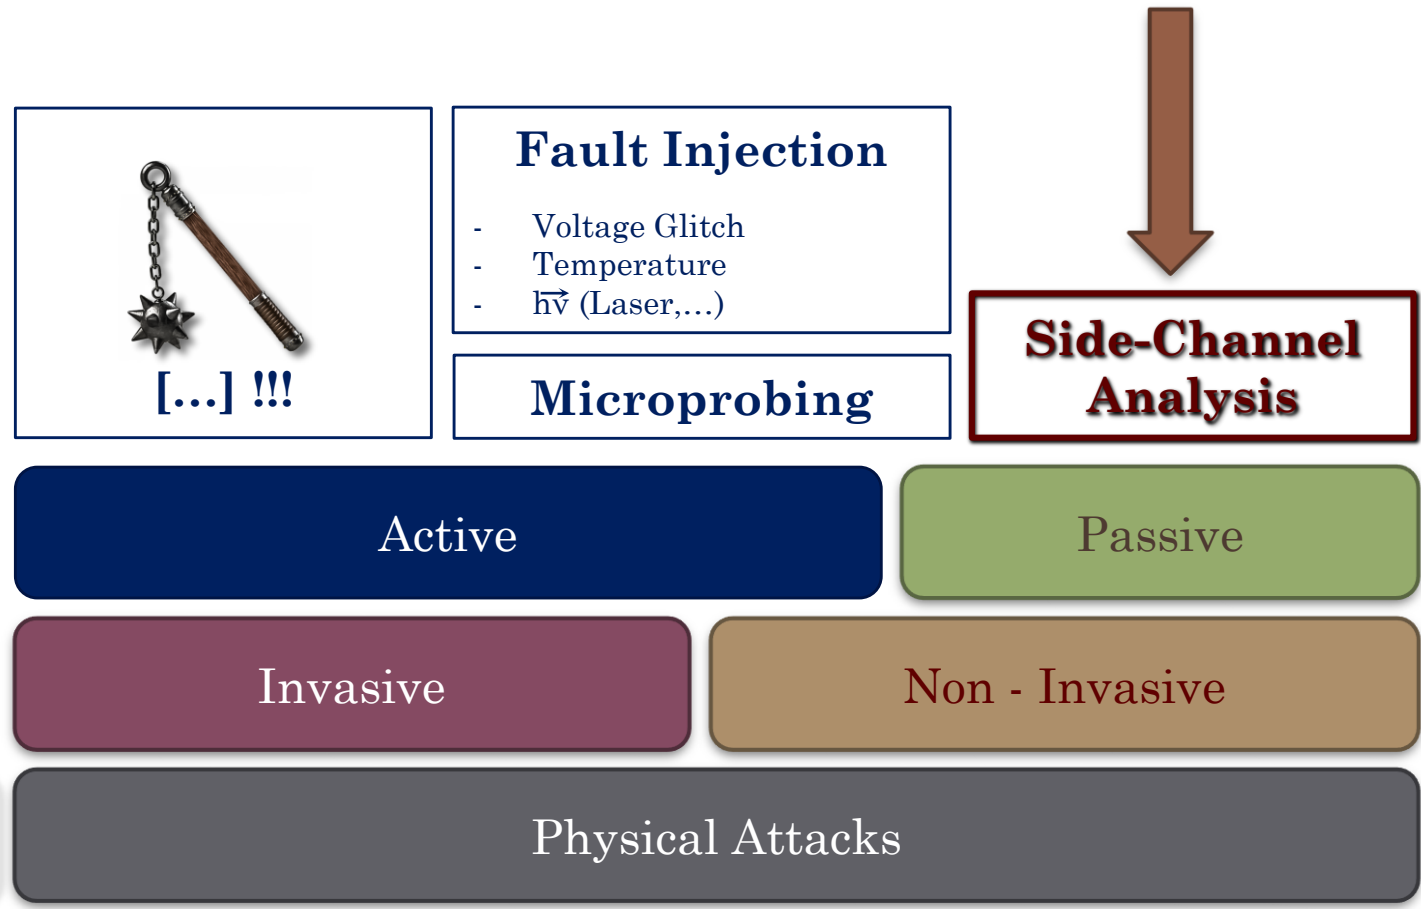 [...] !!!
Fault Injection
- Voltage Glitch
- Temperature
- hv⃗ (Laser,...)
Microprobing
Side-Channel
Analysis
Active
Passive
Invasive
Non - Invasive
Physical Attacks